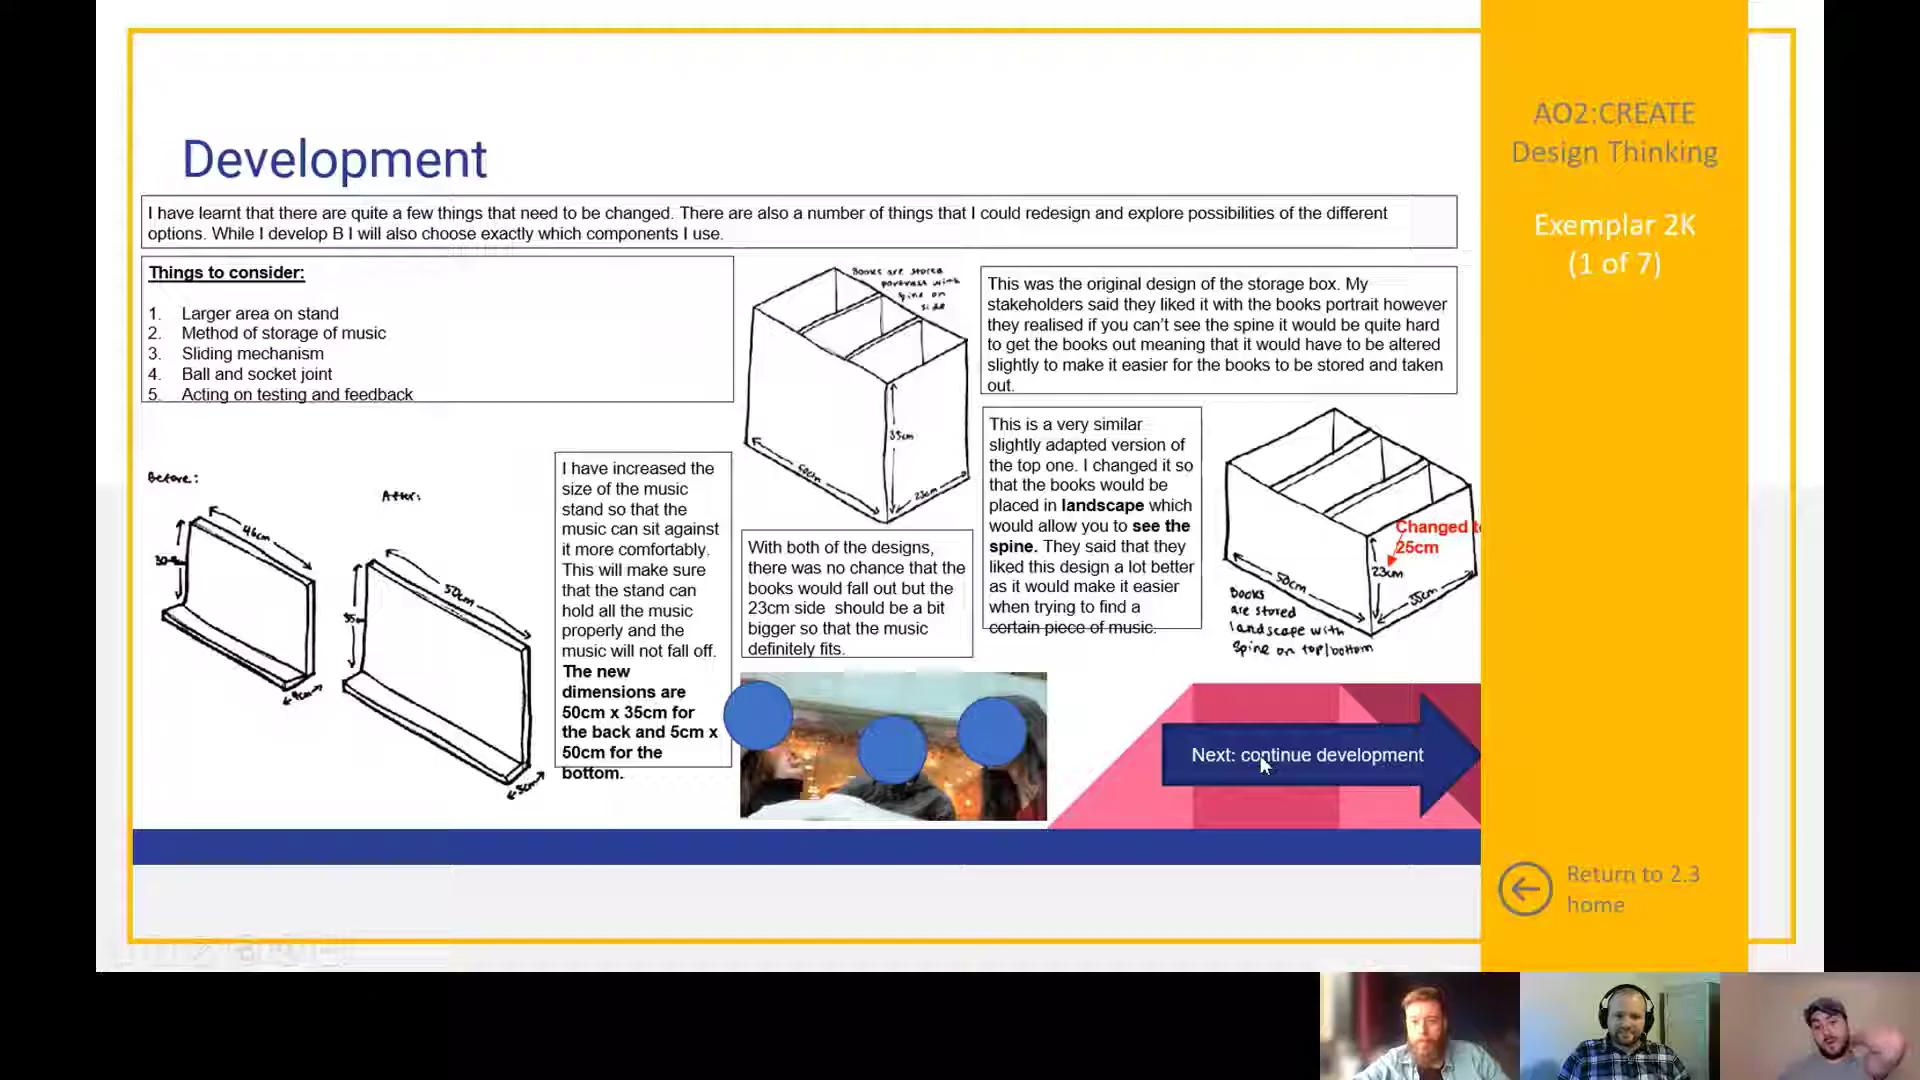 Development
I have learnt that there are quite a few things that need to be changed. There are also a number of things that I could redesign and explore possibilities of the different
options. While I develop B I will also choose exactly which components I use.
Things to consider:
1. Larger area on stand
2. Method of storage of music
3. Sliding mechanism
4. Ball and socket joint
5. Acting on testing and feedback
Before:
46cm
After:
50cm
5cm
I have increased the
size of the music
stand so that the
music can sit against
it more comfortably.
This will make sure
that the stand can
hold all the music
properly and the
music will not fall off.
The new
dimensions are
50cm x 35cm for
the back and 5cm x
50cm for the
bottom.
Books are stored
portrait with
spine on
side
35cm
50cm
23cm
With both of the designs,
there was no chance that the
books would fall out but the
23cm side should be a bit
bigger so that the music
definitely fits.
This was the original design of the storage box. My
stakeholders said they liked it with the books portrait however
they realised if you can't see the spine it would be quite hard
to get the books out meaning that it would have to be altered
slightly to make it easier for the books to be stored and taken
out.
This is a very similar
slightly adapted version of
the top one. I changed it so
that the books would be
placed in landscape which
would allow you to see the
spine. They said that they
liked this design a lot better
as it would make it easier
when trying to find a
certain piece of music.
Changed t
25cm
23cm
50cm
35cm
Books
are stored
landscape with
Spine on top/bottom
Next: continue development
AO2:CREATE
Design Thinking
Exemplar 2K
(1 of 7)
Return to 2.3
home